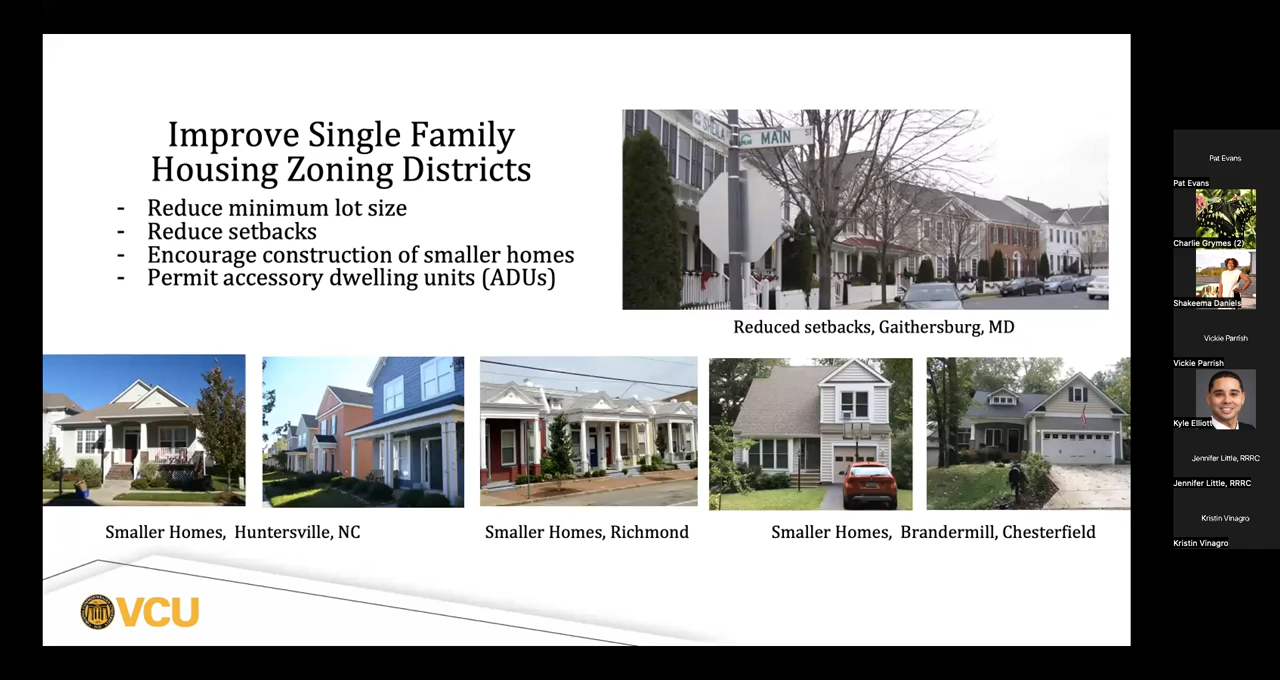 Improve Single Family
Housing Zoning Districts
- Reduce minimum lot size
- Reduce setbacks
- Encourage construction of smaller homes
- Permit accessory dwelling units (ADUs)
SHEILA
MAIN ST
Reduced setbacks, Gaithersburg, MD
Smaller Homes, Huntersville, NC
Smaller Homes, Richmond
Smaller Homes, Brandermill, Chesterfield
VCU
Pat Evans
Pat Evans
Charlie Grymes (2)
Shakeema Daniels
Vickie Parrish
Vickie Parrish
Kyle Elliott
Jennifer Little, RRRC
Jennifer Little, RRRC
Kristin Vinagro
Kristin Vinagro